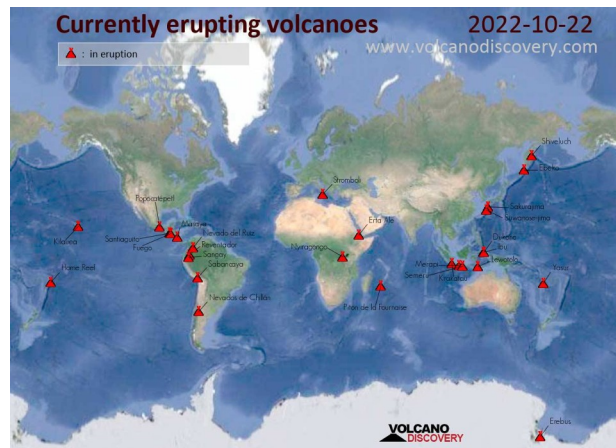 Currently erupting volcanoes
2022-10-22
www.volcanodiscovery.com
: in eruption
Shiveluch
Ebeko
Stromboli
Sakurajima
Suwanosejima
Popocatépetl
Erta Ale
Masaya
Santiaguito
Nevado del Ruiz
Kilauea
Fuego
Reventador
Dukono
Ibu
Sangay
Nyiragongo
Merapi
Lewotolo
Semeru
Krakatau
Home Reef
Sabancaya
Yasur
Nevados de Chillán
Piton de la Fournaise
Erebus
VOLCANO
DISCOVERY